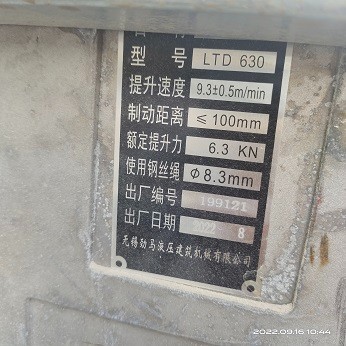 型 号 LTD 630
提升速度 9.3±0.5m/min
制动距离 ≤100mm
额定提升力 6.3 KN
使用钢丝绳 Φ8.3mm
出厂编号 199121
出厂日期 2022 8
无锡劲马液压建筑机械有限公司
2022.09.16 10:44